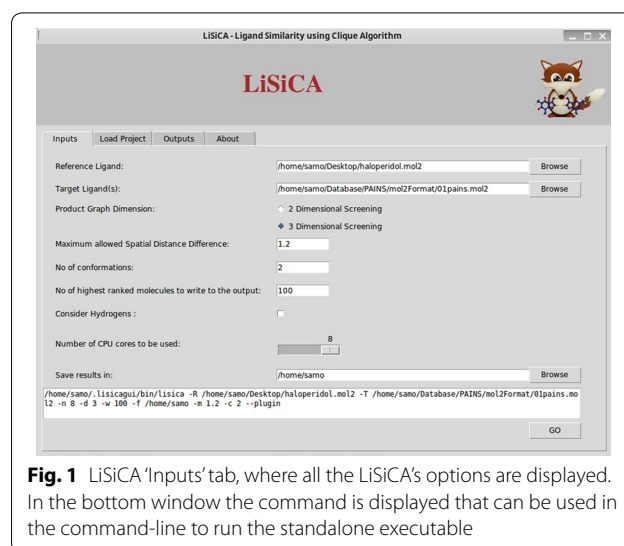 LiSiCA - Ligand Similarity using Clique Algorithm
LiSiCA
Inputs Load Project Outputs About
Reference Ligand: /home/samo/Desktop/haloperidol.mol2 Browse
Target Ligand(s): /home/samo/Database/PAINS/mol2Format/01pains.mol2 Browse
Product Graph Dimension: 2 Dimensional Screening
3 Dimensional Screening
Maximum allowed Spatial Distance Difference: 1.2
No of conformations: 2
No of highest ranked molecules to write to the output: 100
Consider Hydrogens :
8
Number of CPU cores to be used:
Save results in: /home/samo Browse
/home/samo/.lisicagui/bin/lisica -R /home/samo/Desktop/haloperidol.mol2 -T /home/samo/Database/PAINS/mol2Format/01pains.mo
l2 -n 8 -d 3 -w 100 -f /home/samo -m 1.2 -c 2 --plugin
GO
Fig. 1 LiSiCA 'Inputs' tab, where all the LiSiCA's options are displayed.
In the bottom window the command is displayed that can be used in
the command-line to run the standalone executable